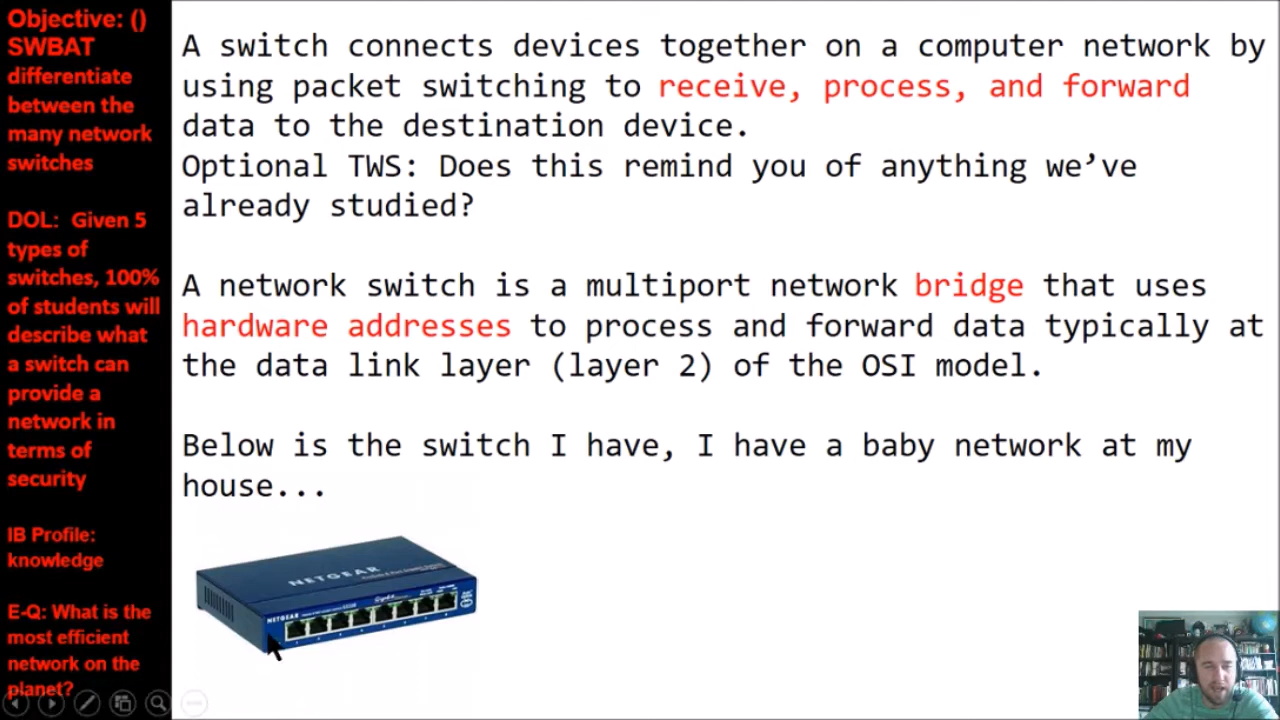 Objective: ()
SWBAT
differentiate
between the
many network
switches
DOL: Given 5
types of
switches, 100%
of students will
describe what
a switch can
provide a
network in
terms of
security
IB Profile:
knowledge
E-Q: What is the
most efficient
network on the
planet?
A switch connects devices together on a computer network by
using packet switching to receive, process, and forward
data to the destination device.
Optional TWS: Does this remind you of anything we’ve
already studied?
A network switch is a multiport network bridge that uses
hardware addresses to process and forward data typically at
the data link layer (layer 2) of the OSI model.
Below is the switch I have, I have a baby network at my
house...
NETGEAR
NETGEAR